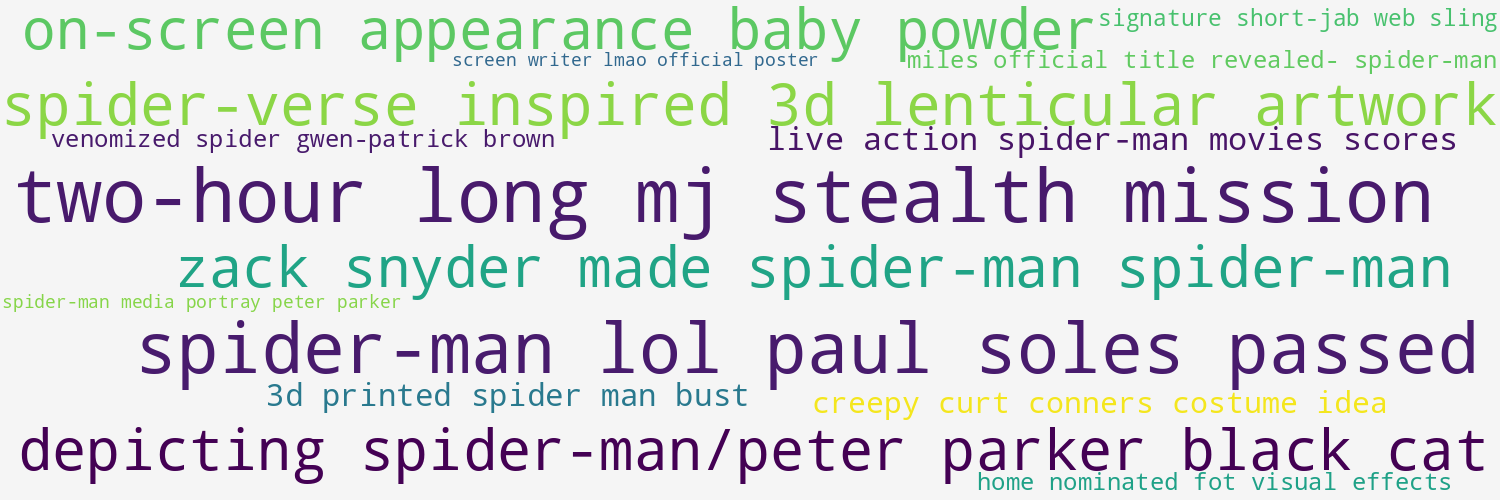 on-screen appearance baby powder
signature short-jab web sling
screen writer lmao official poster
miles official title revealed- spider-man
spider-verse inspired 3d lenticular artwork
venomized spider gwen-patrick brown
live action spider-man movies scores
two-hour long mj stealth mission
zack snyder made spider-man spider-man
spider-man media portray peter parker
spider-man lol paul soles passed
3d printed spider man bust
creepy curt conners costume idea
depicting spider-man/peter parker black cat
home nominated fot visual effects